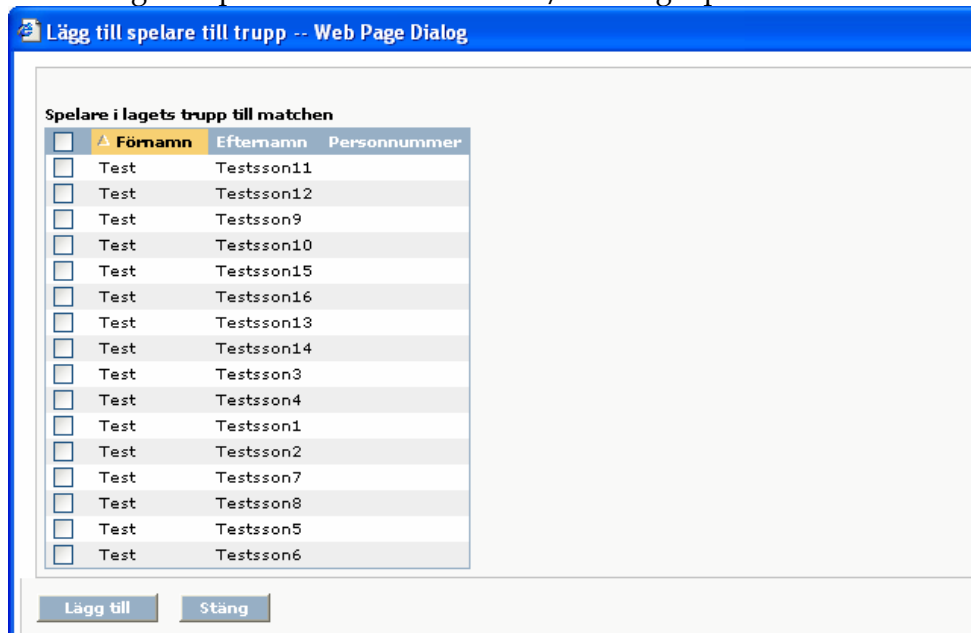 Lägg till spelare till trupp -- Web Page Dialog
Spelare i lagets trupp till matchen
Förnamn Efternamn Personnummer
Test Testsson11
Test Testsson12
Test Testsson9
Test Testsson10
Test Testsson15
Test Testsson16
Test Testsson13
Test Testsson14
Test Testsson3
Test Testsson4
Test Testsson1
Test Testsson2
Test Testsson7
Test Testsson8
Test Testsson5
Test Testsson6
Lägg till Stäng